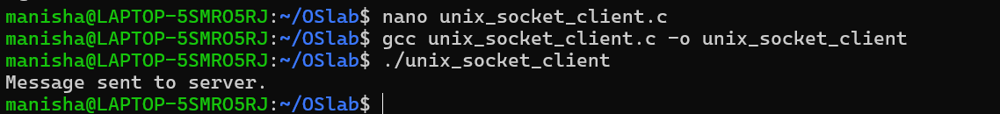 manisha@LAPTOP-5SMRO5RJ:~/OSlab$ nano unix_socket_client.c
manisha@LAPTOP-5SMRO5RJ:~/OSlab$ gcc unix_socket_client.c -o unix_socket_client
manisha@LAPTOP-5SMRO5RJ:~/OSlab$ ./unix_socket_client
Message sent to server.
manisha@LAPTOP-5SMRO5RJ:~/OSlab$